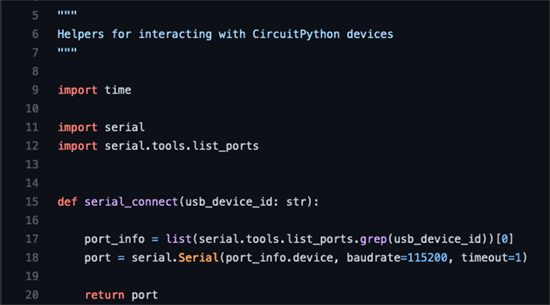 5 """
6 Helpers for interacting with CircuitPython devices
7 """
8
9 import time
10
11 import serial
12 import serial.tools.list_ports
13
14
15 def serial_connect(usb_device_id: str):
16
17     port_info = list(serial.tools.list_ports.grep(usb_device_id))[0]
18     port = serial.Serial(port_info.device, baudrate=115200, timeout=1)
19
20     return port